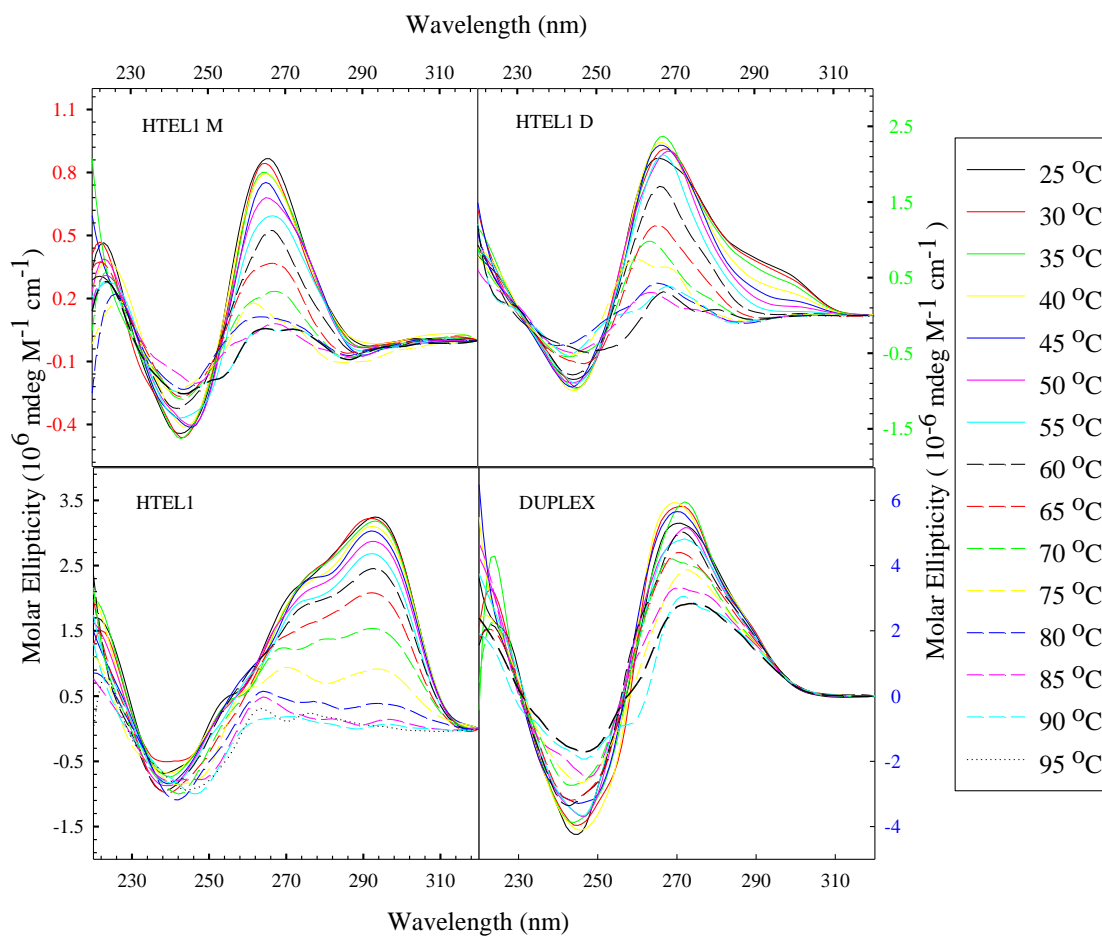 Wavelength (nm)
230 250 270 290 310
230 250 270 290 310
1.1
0.8
0.5
0.2
-0.1
-0.4
HTEL1 M
HTEL1 D
2.5
1.5
0.5
-0.5
-1.5
Molar Ellipticity (10^6 mdeg M^-1 cm^-1)
Molar Ellipticity ( 10^-6 mdeg M^-1 cm^-1 )
3.5
2.5
1.5
0.5
-0.5
-1.5
HTEL1
DUPLEX
6
4
2
0
-2
-4
230 250 270 290 310
230 250 270 290 310
Wavelength (nm)
25 °C
30 °C
35 °C
40 °C
45 °C
50 °C
55 °C
60 °C
65 °C
70 °C
75 °C
80 °C
85 °C
90 °C
95 °C